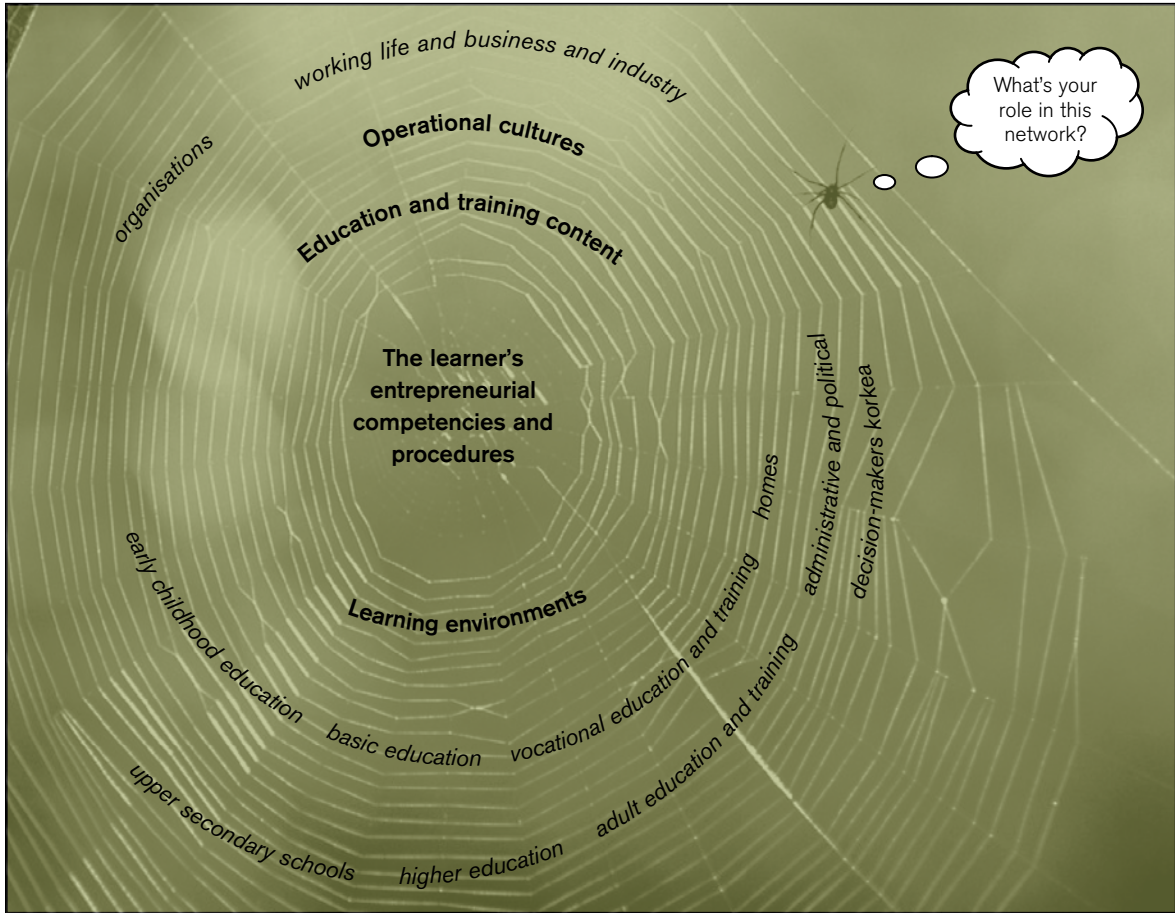 working life and business and industry
What's your
role in this
network?
Operational cultures
organisations
Education and training content
The learner's
entrepreneurial
competencies and
procedures
administrative and political
decision-makers korkea
homes
Learning environments
early childhood education
basic education
vocational education and training
adult education and training
upper secondary schools
higher education